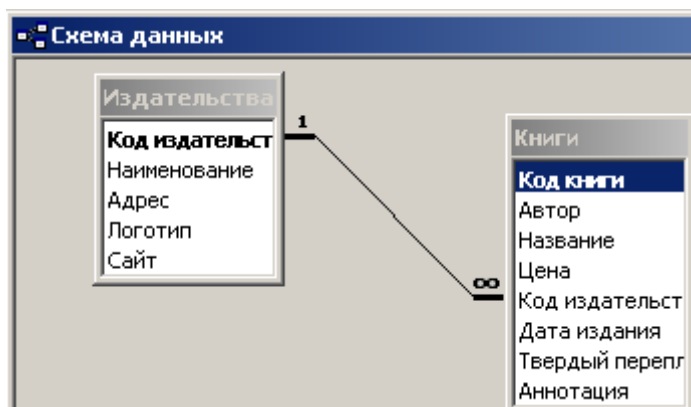 Схема данных
Издательства
Код издательст
Наименование
Адрес
Логотип
Сайт
1
∞
Книги
Код книги
Автор
Название
Цена
Код издательст
Дата издания
Твердый перепл
Аннотация